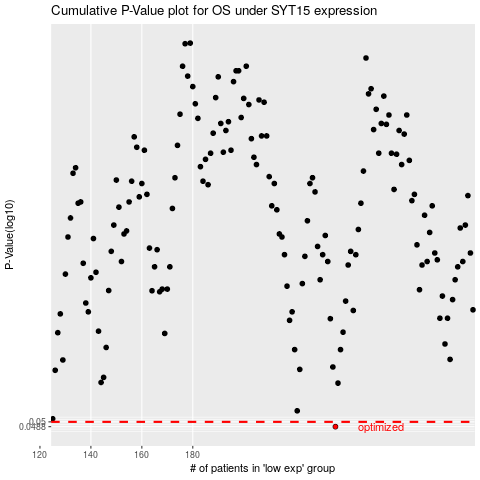 Cumulative P-Value plot for OS under SYT15 expression
P-Value(log10)
0.05
0.0488
optimized
120 140 160 180
# of patients in 'low exp' group